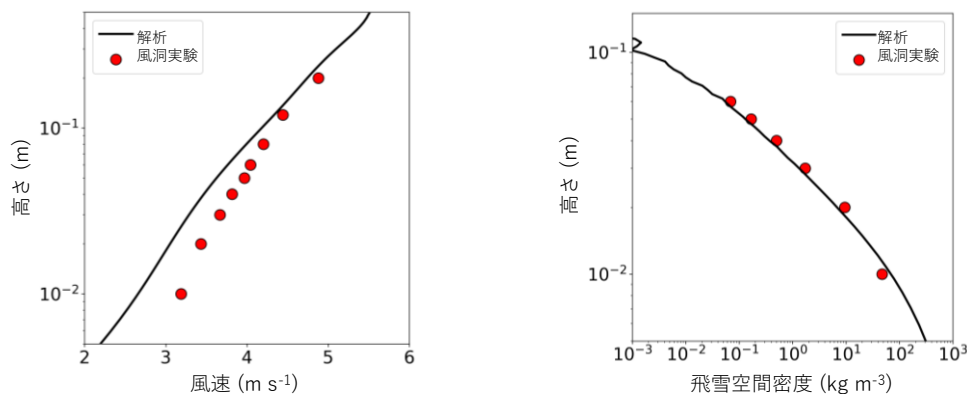 解析
風洞実験
10⁻¹
10⁻²
高さ (m)
2 3 4 5 6
風速 (m s⁻¹)
解析
風洞実験
10⁻¹
10⁻²
高さ (m)
10⁻³ 10⁻² 10⁻¹ 10⁰ 10¹ 10² 10³
飛雪空間密度 (kg m⁻³)